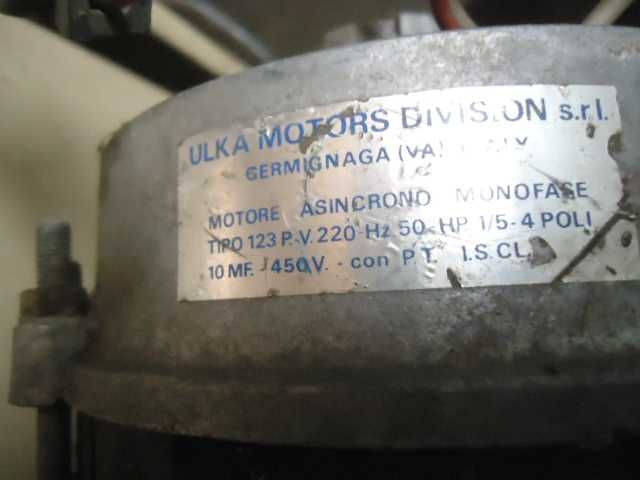 ULKA MOTORS DIVISION s.r.l.
GERMIGNAGA (VA)
MOTORE ASINCRONO MONOFASE
TIPO 123 P.-V. 220-Hz 50-HP 1/5-4 POLI
10 MF. 450V. - con P.T. I.S.CL.